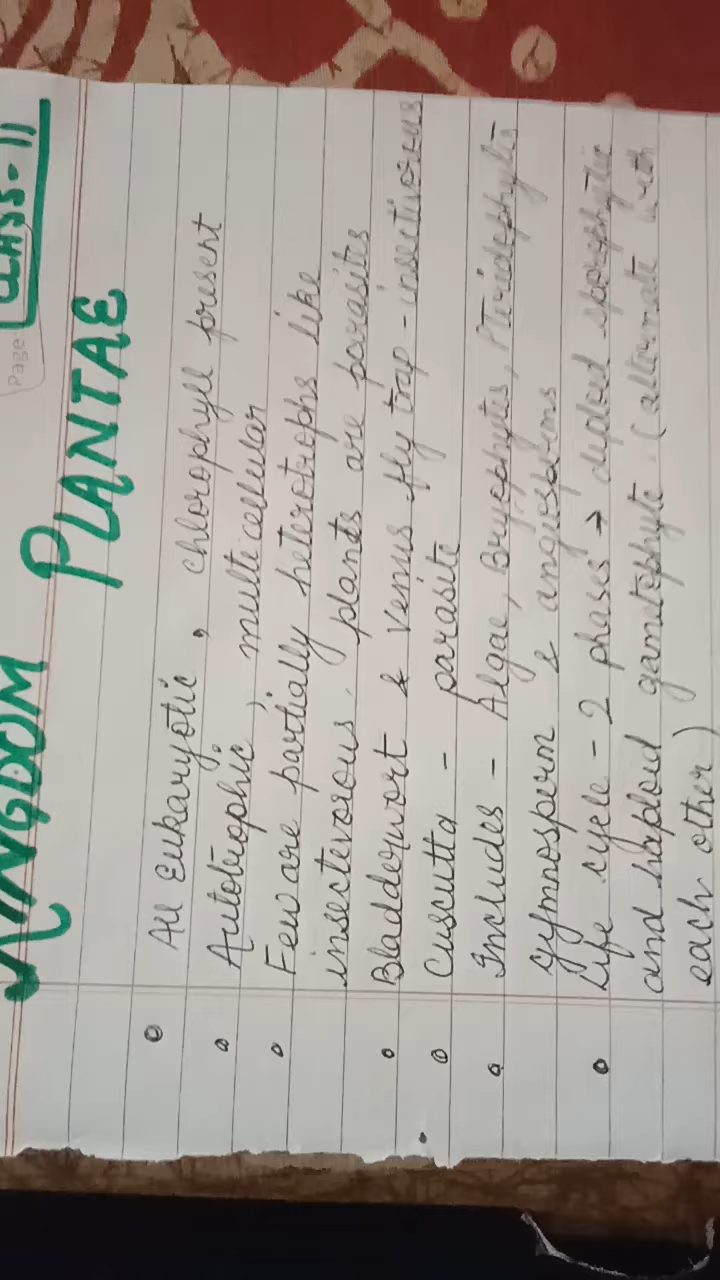 Page:
CLASS-11
KINGDOM PLANTAE
All Eukaryotic, chlorophyll present
Autotrophic, multicellular
Few are partially heterotrophs like
insectevorous. plants are parasites
Bladderwort & Venus fly trap - insectivorous
Cuscutta - parasite
Includes - Algae, Bryophytes, Pteridophytes
Gymnosperm & angiosperms
Life cycle - 2 phases → diploid sporophytic
and haploid gametophyte. (alternate with
each other)